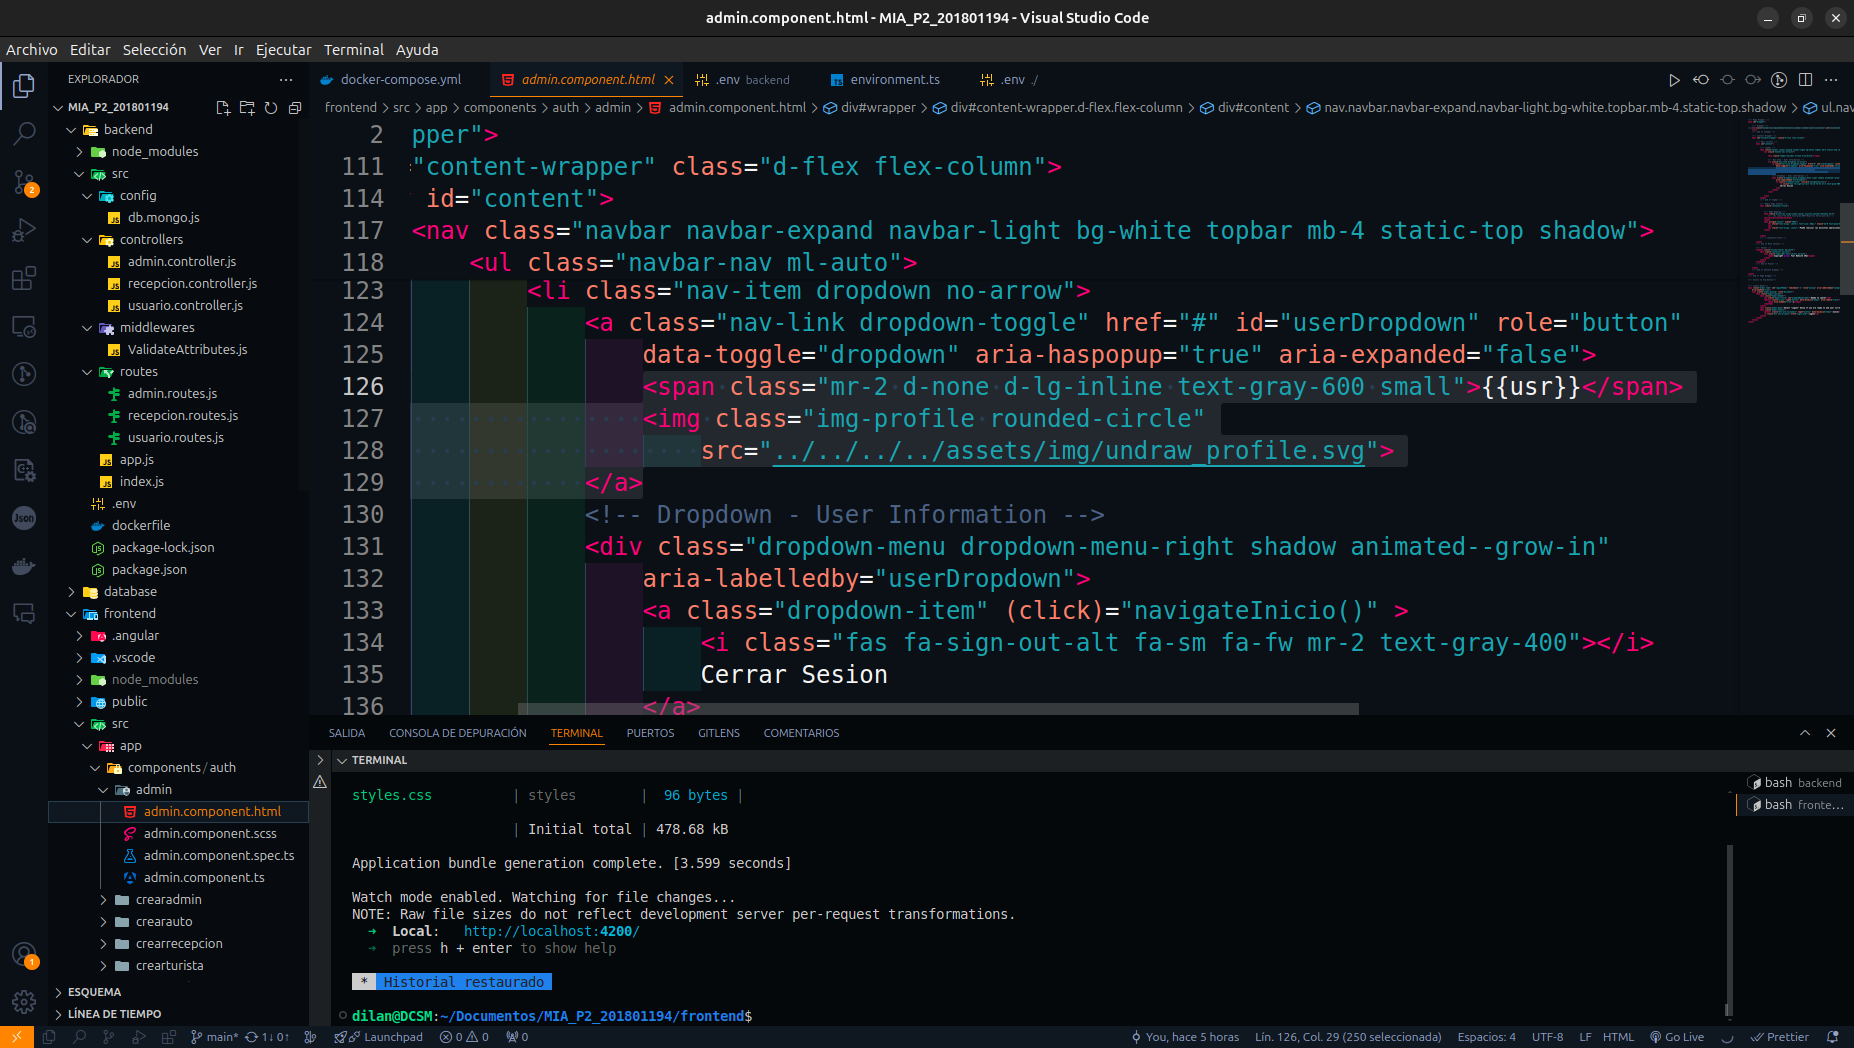 admin.component.html - MIA_P2_201801194 - Visual Studio Code
Archivo Editar Selección Ver Ir Ejecutar Terminal Ayuda
EXPLORADOR
MIA_P2_201801194
backend
node_modules
src
config
db.mongo.js
controllers
admin.controller.js
recepcion.controller.js
usuario.controller.js
middlewares
ValidateAttributes.js
routes
admin.routes.js
recepcion.routes.js
usuario.routes.js
app.js
index.js
.env
dockerfile
package-lock.json
package.json
database
frontend
.angular
.vscode
node_modules
public
src
app
components / auth
admin
admin.component.html
admin.component.scss
admin.component.spec.ts
admin.component.ts
crearadmin
crearauto
crearrecepcion
crearturista
ESQUEMA
LÍNEA DE TIEMPO
docker-compose.yml admin.component.html .env backend environment.ts .env ./
frontend > src > app > components > auth > admin > admin.component.html > div#wrapper > div#content-wrapper.d-flex.flex-column > div#content > nav.navbar.navbar-expand.navbar-light.bg-white.topbar.mb-4.static-top.shadow > ul.nav
2 pper">
111 "content-wrapper" class="d-flex flex-column">
114 id="content">
117 <nav class="navbar navbar-expand navbar-light bg-white topbar mb-4 static-top shadow">
118 <ul class="navbar-nav ml-auto">
123 <li class="nav-item dropdown no-arrow">
124 <a class="nav-link dropdown-toggle" href="#" id="userDropdown" role="button"
125 data-toggle="dropdown" aria-haspopup="true" aria-expanded="false">
126 <span class="mr-2 d-none d-lg-inline text-gray-600 small">{{usr}}</span>
127 <img class="img-profile rounded-circle"
128 src="../../../../assets/img/undraw_profile.svg">
129 </a>
130 <!-- Dropdown - User Information -->
131 <div class="dropdown-menu dropdown-menu-right shadow animated--grow-in"
132 aria-labelledby="userDropdown">
133 <a class="dropdown-item" (click)="navigateInicio()" >
134 <i class="fas fa-sign-out-alt fa-sm fa-fw mr-2 text-gray-400"></i>
135 Cerrar Sesion
136 </a>
SALIDA CONSOLA DE DEPURACIÓN TERMINAL PUERTOS GITLENS COMENTARIOS
TERMINAL
styles.css | styles | 96 bytes |
| Initial total | 478.68 kB
Application bundle generation complete. [3.599 seconds]
Watch mode enabled. Watching for file changes...
NOTE: Raw file sizes do not reflect development server per-request transformations.
➜ Local: http://localhost:4200/
➜ press h + enter to show help
* Historial restaurado
dilan@DCSM:~/Documentos/MIA_P2_201801194/frontend$
bash backend
bash fronte...
2
Json
1
main* 1↓ 0↑ Launchpad 0 0 0 You, hace 5 horas Lín. 126, Col. 29 (250 seleccionada) Espacios: 4 UTF-8 LF HTML Go Live Prettier